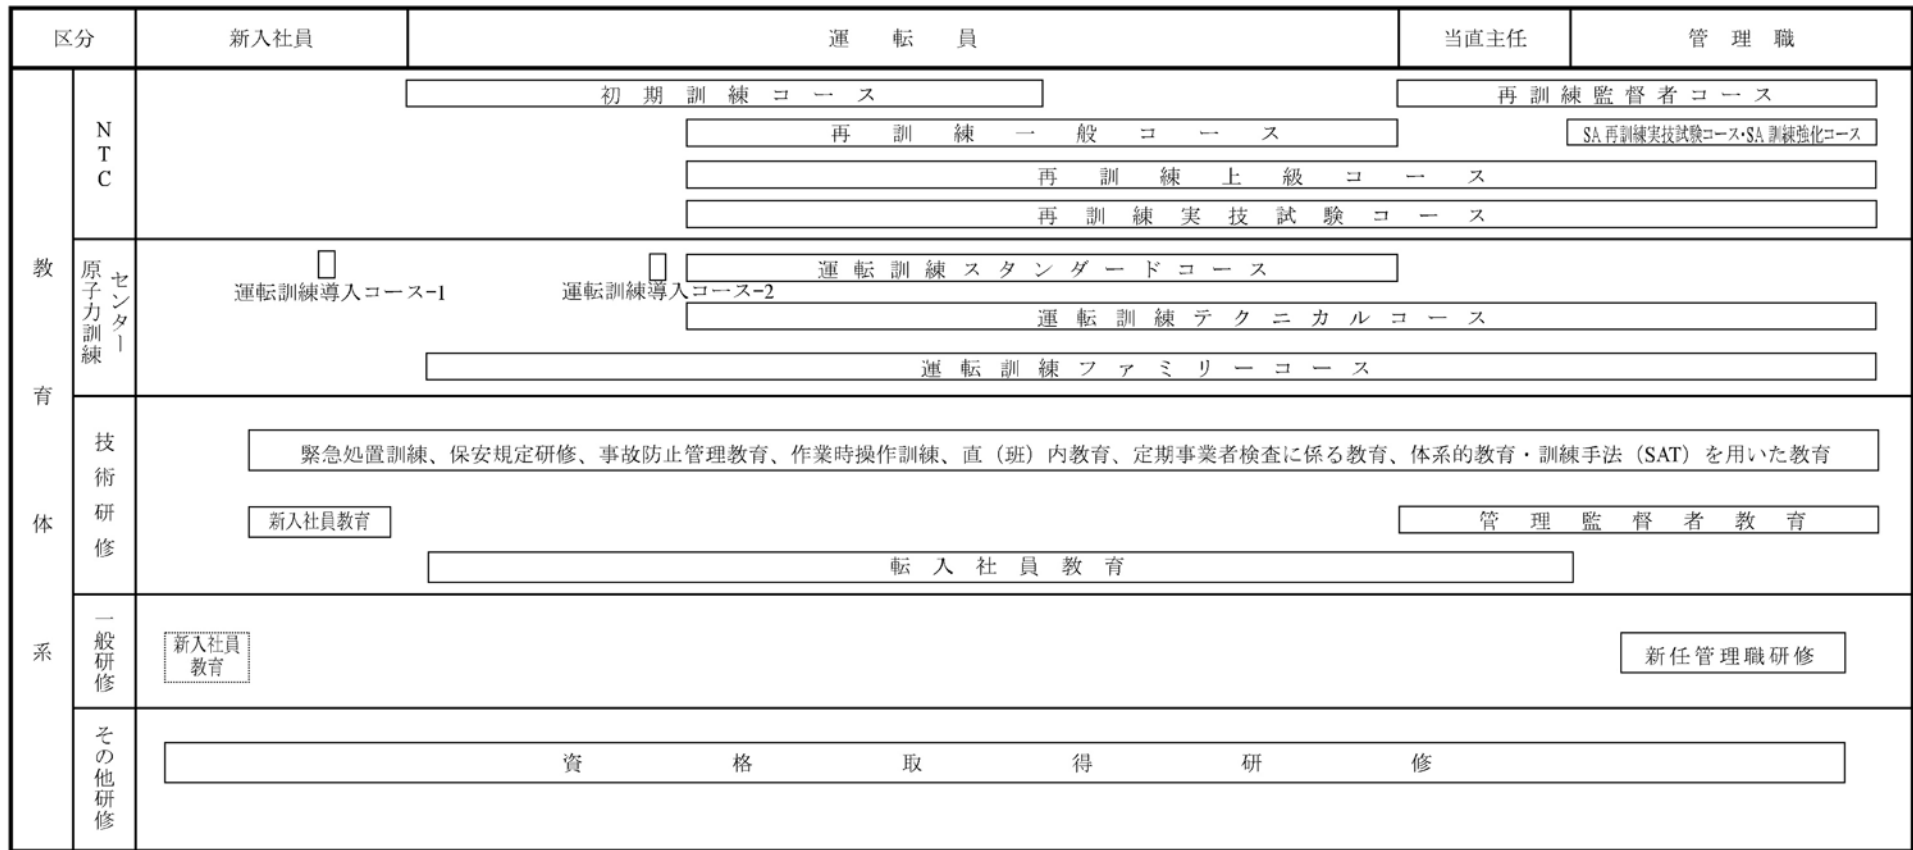 区分 新入社員 運転員 当直主任 管理職
教育体系
NTC
初期訓練コース 再訓練監督者コース
再訓練一般コース SA 再訓練実技試験コース・SA 訓練強化コース
再訓練上級コース
再訓練実技試験コース
原子力訓練センター
運転訓練スタンダードコース
運転訓練導入コース-1 運転訓練導入コース-2
運転訓練テクニカルコース
運転訓練ファミリーコース
技術研修
緊急処置訓練、保安規定研修、事故防止管理教育、作業時操作訓練、直（班）内教育、定期事業者検査に係る教育、体系的教育・訓練手法（SAT）を用いた教育
新入社員教育 管理監督者教育
転入社員教育
一般研修
新入社員
教育
新任管理職研修
その他研修
資格取得研修